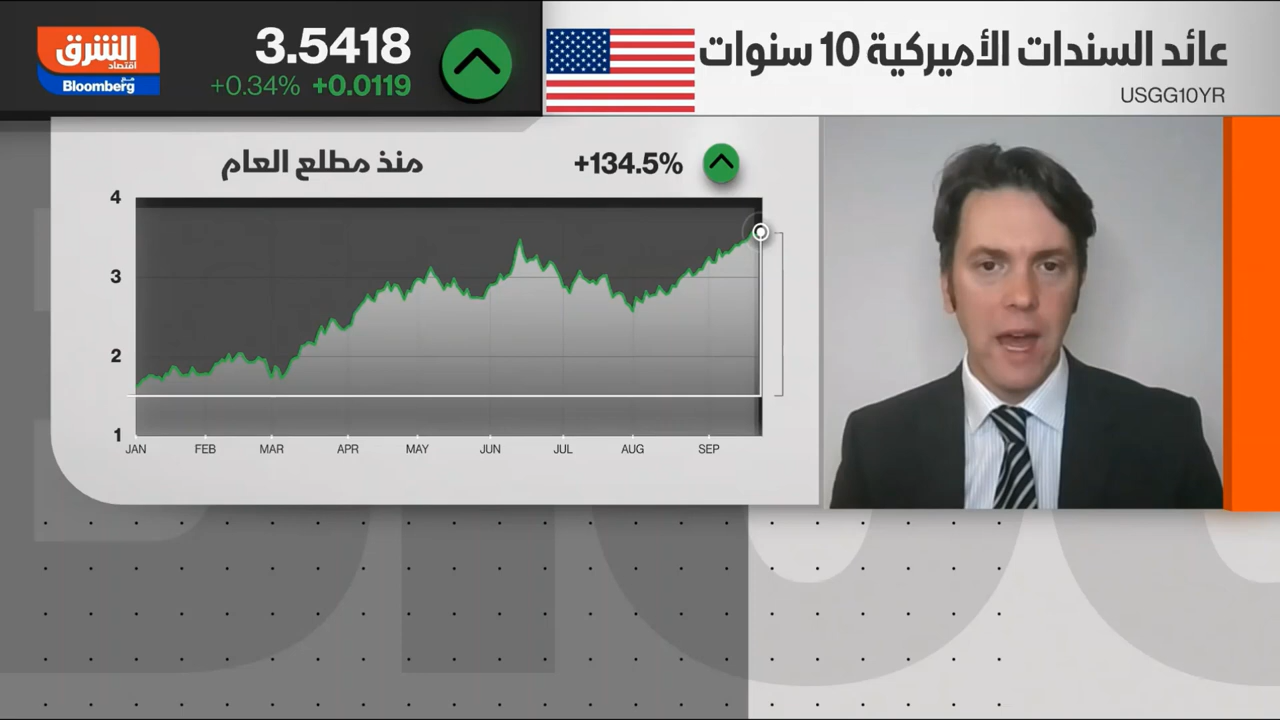 عائد السندات الأميركية 10 سنوات
USGG10YR
3.5418
+0.34% +0.0119
الشرق
اقتصاد
مع
Bloomberg
منذ مطلع العام
+134.5%
4
3
2
1
JAN FEB MAR APR MAY JUN JUL AUG SEP